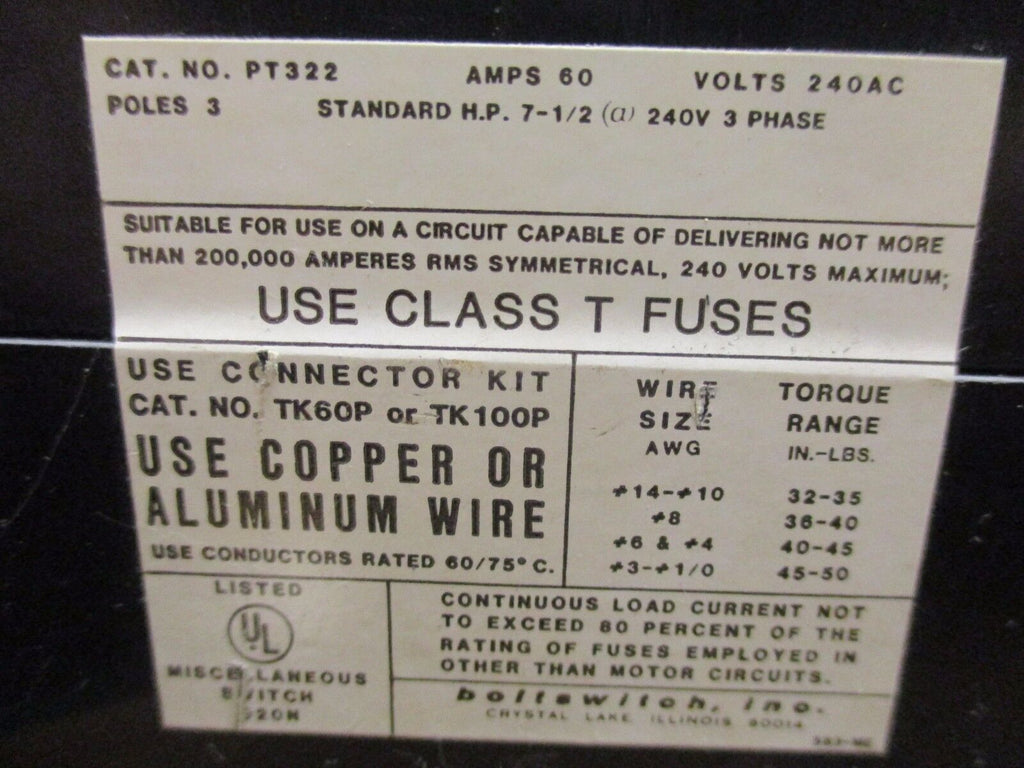 CAT. NO. PT322 AMPS 60 VOLTS 240AC
POLES 3 STANDARD H.P. 7-1/2 (a) 240V 3 PHASE
SUITABLE FOR USE ON A CIRCUIT CAPABLE OF DELIVERING NOT MORE
THAN 200,000 AMPERES RMS SYMMETRICAL, 240 VOLTS MAXIMUM;
USE CLASS T FUSES
USE CONNECTOR KIT
CAT. NO. TK60P or TK100P
USE COPPER OR
ALUMINUM WIRE
USE CONDUCTORS RATED 60/75° C.
WIRE TORQUE
SIZE RANGE
AWG IN.-LBS.
#14-#10 32-35
#8 36-40
#6 & #4 40-45
#3-#1/0 45-50
LISTED
UL
MISCELLANEOUS
SWITCH
CONTINUOUS LOAD CURRENT NOT
TO EXCEED 80 PERCENT OF THE
RATING OF FUSES EMPLOYED IN
OTHER THAN MOTOR CIRCUITS.
boltswitch, inc.
CRYSTAL LAKE ILLINOIS 60014